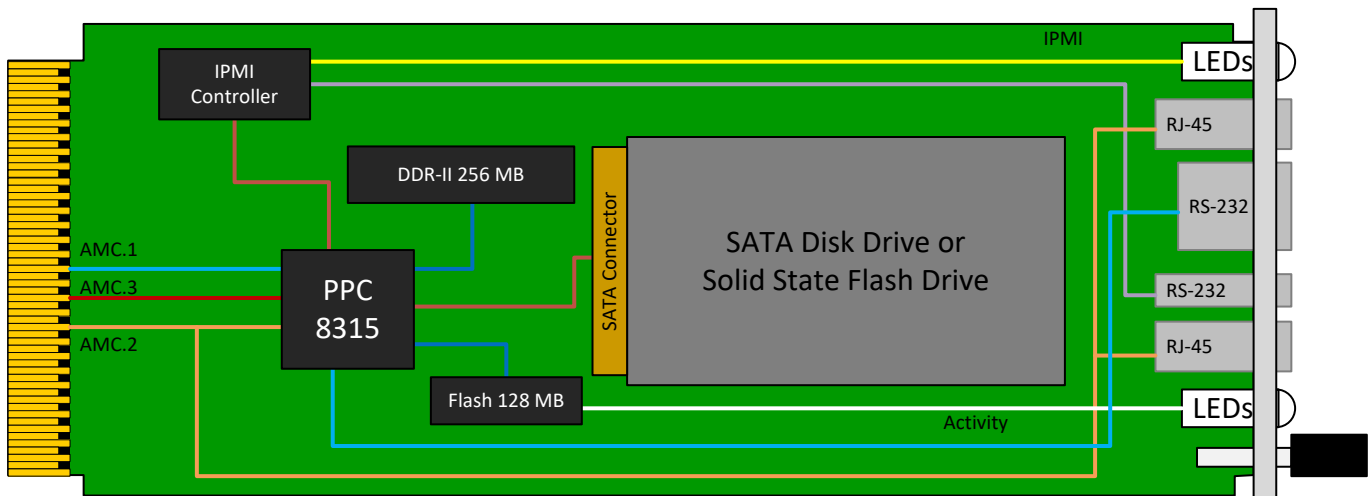 IPMI
LEDs
IPMI
Controller
RJ-45
DDR-II 256 MB
RS-232
SATA Connector
SATA Disk Drive or
Solid State Flash Drive
AMC.1
AMC.3
AMC.2
PPC
8315
RS-232
RJ-45
Flash 128 MB
LEDs
Activity